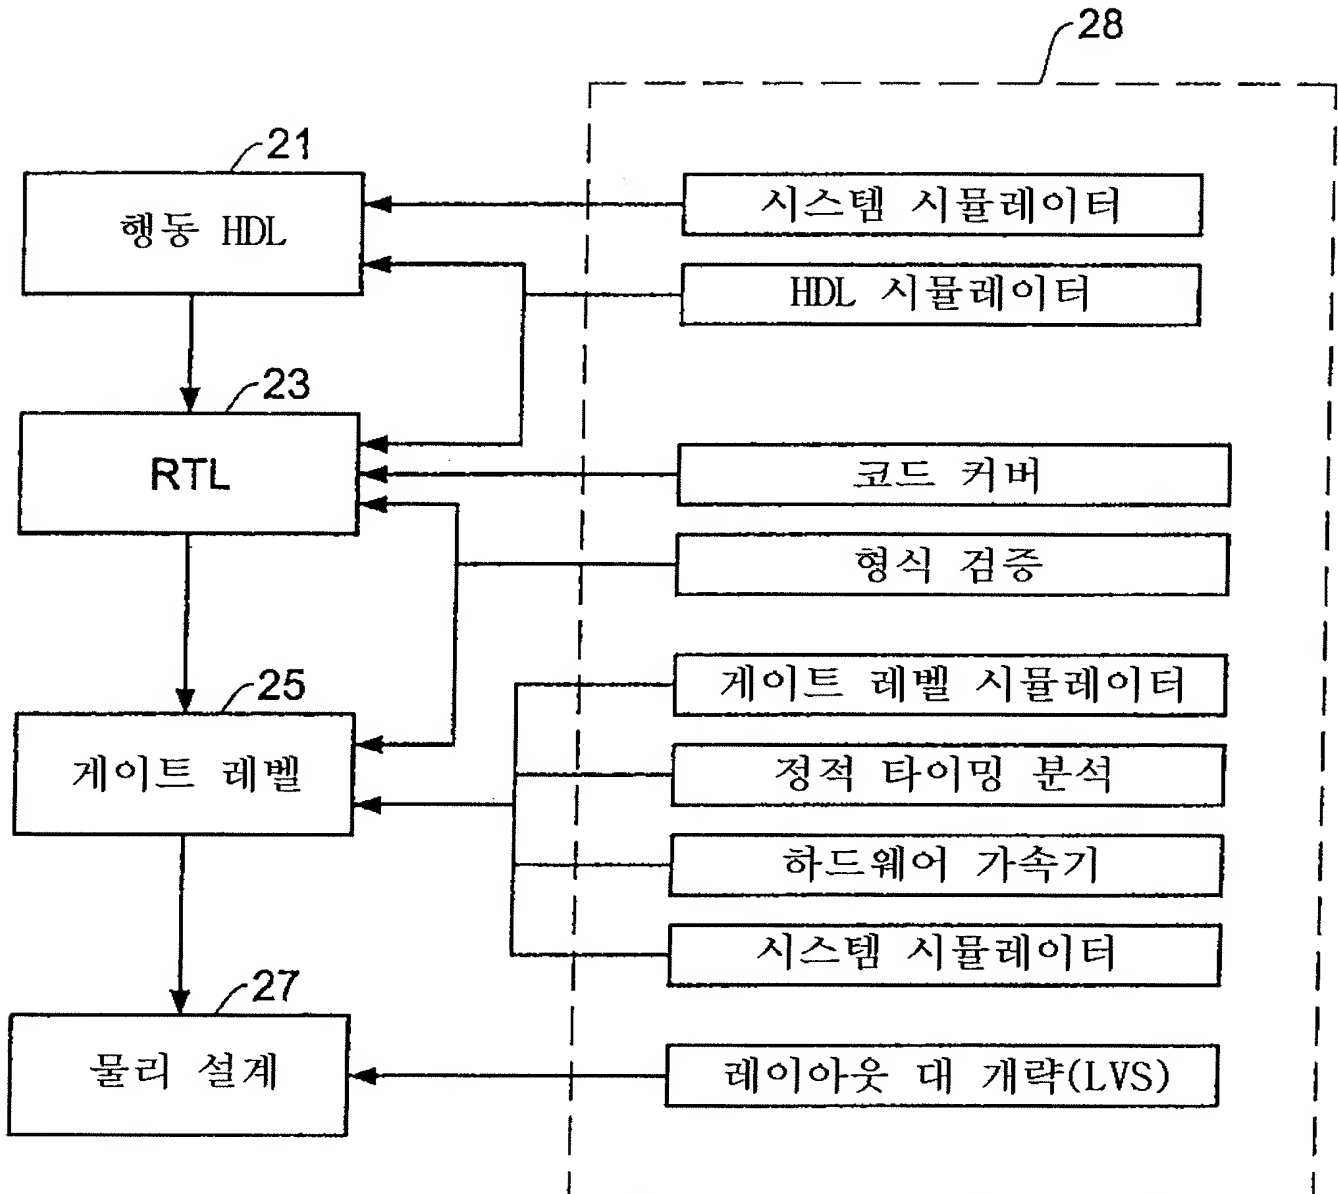 28
21
행동 HDL
시스템 시뮬레이터
HDL 시뮬레이터
23
RTL
코드 커버
형식 검증
25
게이트 레벨
게이트 레벨 시뮬레이터
정적 타이밍 분석
하드웨어 가속기
시스템 시뮬레이터
27
물리 설계
레이아웃 대 개략(LVS)